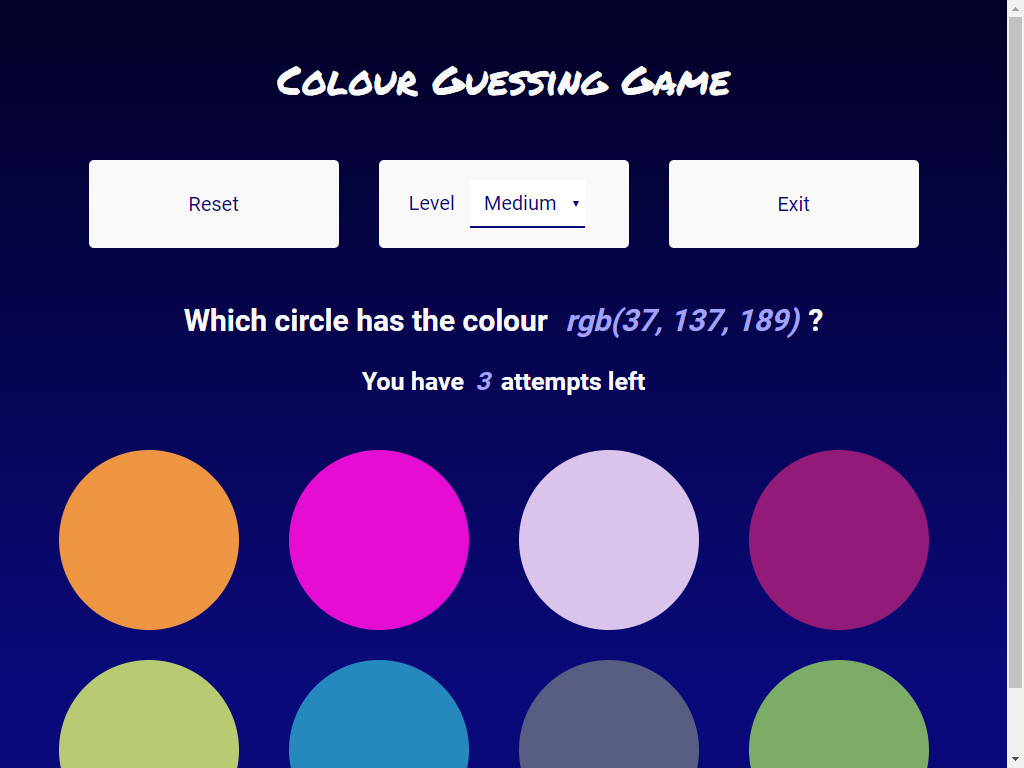 Colour Guessing Game
Reset
Level Medium
Exit
Which circle has the colour rgb(37, 137, 189) ?
You have 3 attempts left